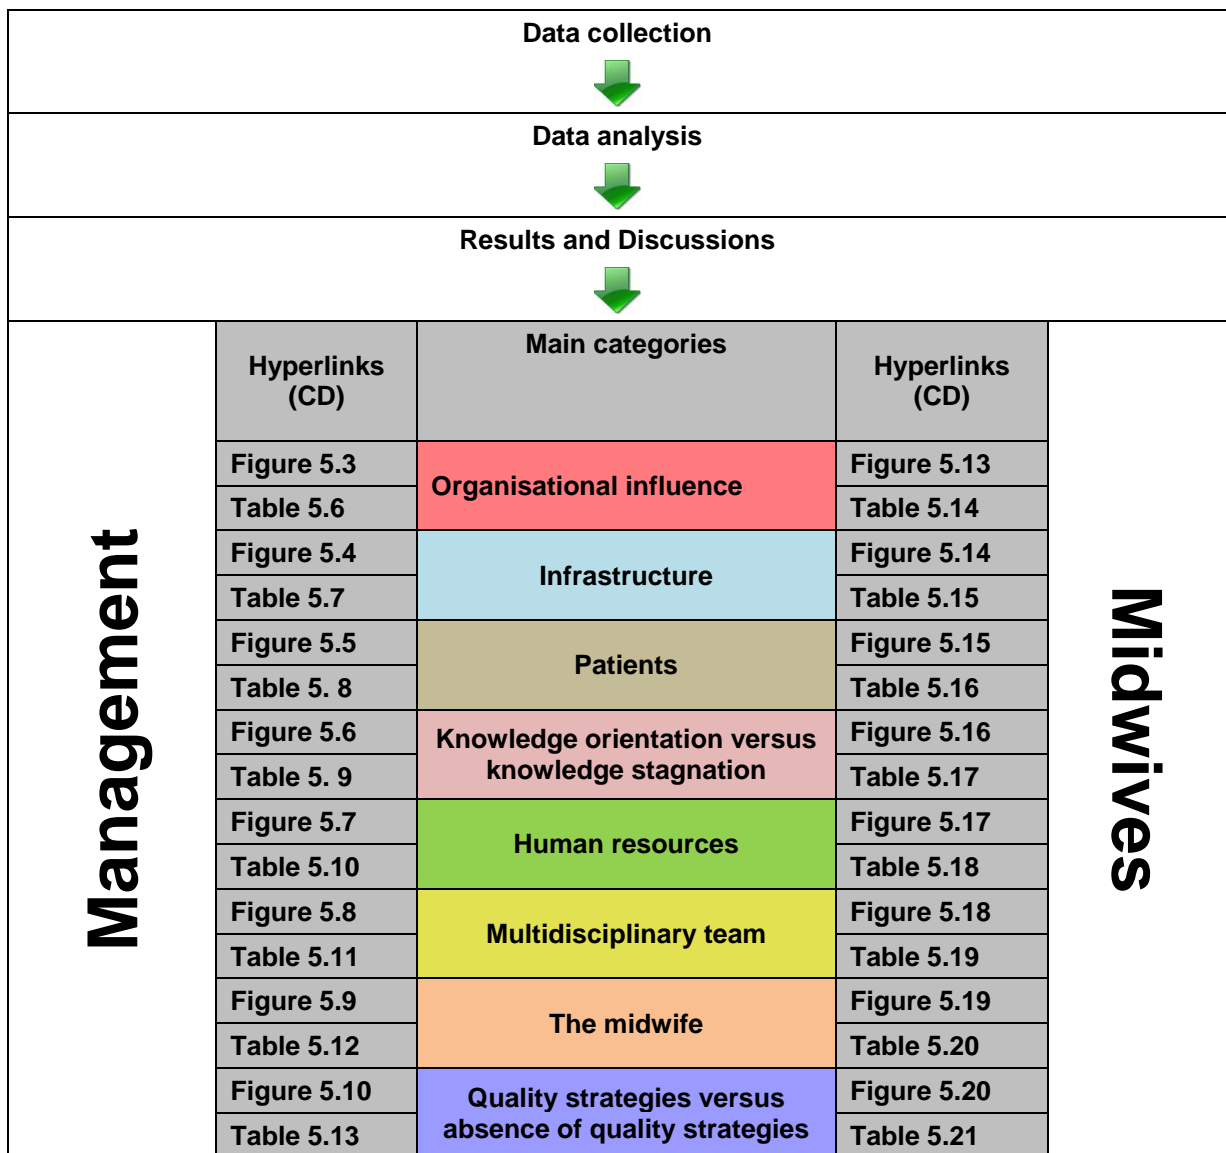 Data collection
Data analysis
Results and Discussions
Management
Hyperlinks
(CD)
Main categories
Hyperlinks
(CD)
Midwives
Figure 5.3
Table 5.6
Organisational influence
Figure 5.13
Table 5.14
Figure 5.4
Table 5.7
Infrastructure
Figure 5.14
Table 5.15
Figure 5.5
Table 5. 8
Patients
Figure 5.15
Table 5.16
Figure 5.6
Table 5. 9
Knowledge orientation versus
knowledge stagnation
Figure 5.16
Table 5.17
Figure 5.7
Table 5.10
Human resources
Figure 5.17
Table 5.18
Figure 5.8
Table 5.11
Multidisciplinary team
Figure 5.18
Table 5.19
Figure 5.9
Table 5.12
The midwife
Figure 5.19
Table 5.20
Figure 5.10
Table 5.13
Quality strategies versus
absence of quality strategies
Figure 5.20
Table 5.21